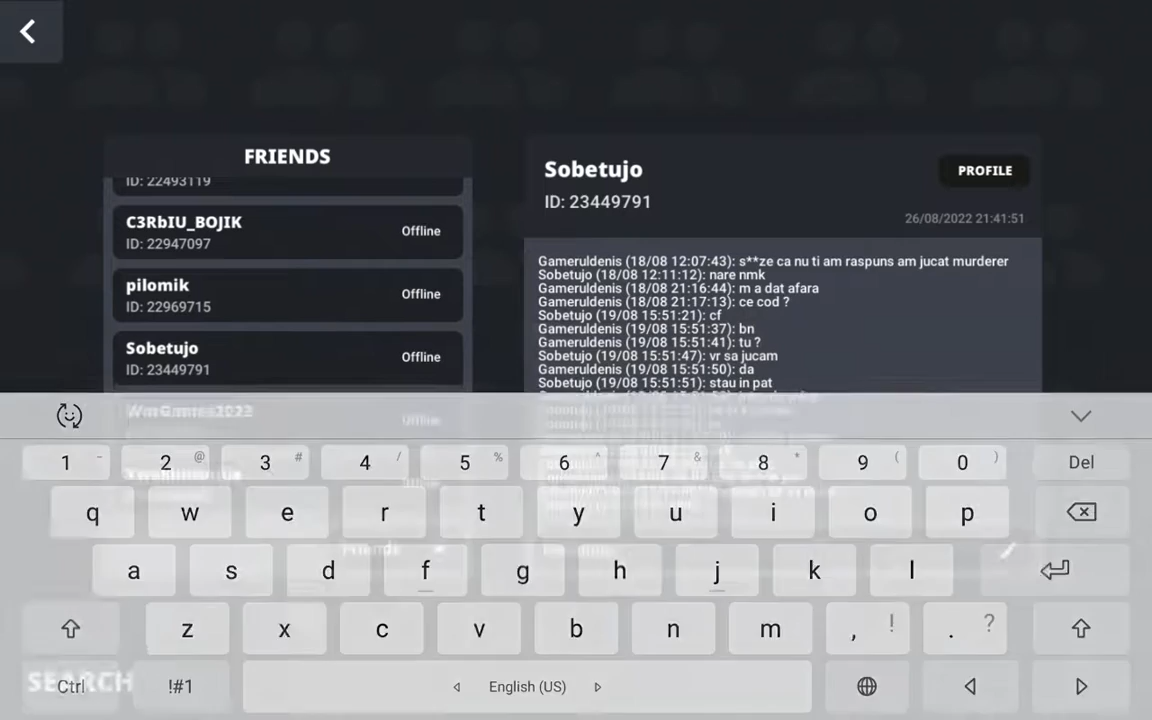 FRIENDS
ID: 22493119
C3RbIU_BOJIK
ID: 22947097
Offline
pilomik
ID: 22969715
Offline
Sobetujo
ID: 23449791
Offline
WarGames2022
Offline
Sobetujo
ID: 23449791
PROFILE
26/08/2022 21:41:51
Gameruldenis (18/08 12:07:43): s**ze ca nu ti am raspuns am jucat murderer
Sobetujo (18/08 12:11:12): nare nmk
Gameruldenis (18/08 21:16:44): m a dat afara
Gameruldenis (18/08 21:17:13): ce cod ?
Sobetujo (19/08 15:51:21): cf
Gameruldenis (19/08 15:51:37): bn
Gameruldenis (19/08 15:51:41): tu ?
Sobetujo (19/08 15:51:47): vr sa jucam
Gameruldenis (19/08 15:51:50): da
Sobetujo (19/08 15:51:51): stau in pat
1 - 2 @ 3 # 4 / 5 % 6 ^ 7 & 8 * 9 ( 0 ) Del
q w e r t y u i o p
a s d f g h j k l
z x c v b n m , ! . ?
SEARCH
Ctrl !#1 English (US)